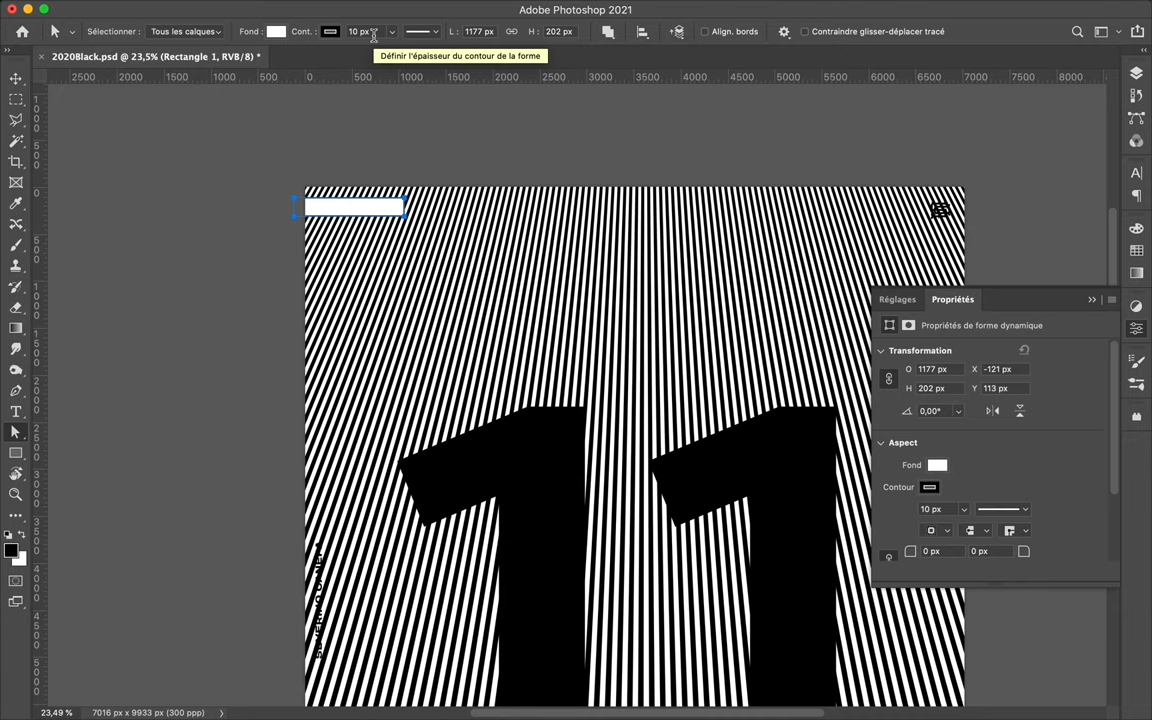 Adobe Photoshop 2021
Sélectionner : Tous les calques Fond : Cont. : 10 px L : 1177 px H : 202 px Align. bords Contraindre glisser-déplacer tracé
Définir l'épaisseur du contour de la forme
2020Black.psd @ 23,5% (Rectangle 1, RVB/8) *
2500 2000 1500 1000 500 0 500 1000 1500 2000 2500 3000 3500 4000 4500 5000 5500 6000 6500 7000 7500 8
Réglages Propriétés
Propriétés de forme dynamique
Transformation
O 1177 px X -121 px
H 202 px Y 113 px
0,00°
Aspect
Fond
Contour
10 px
0 px 0 px
11
23,49 % 7016 px x 9933 px (300 ppp)